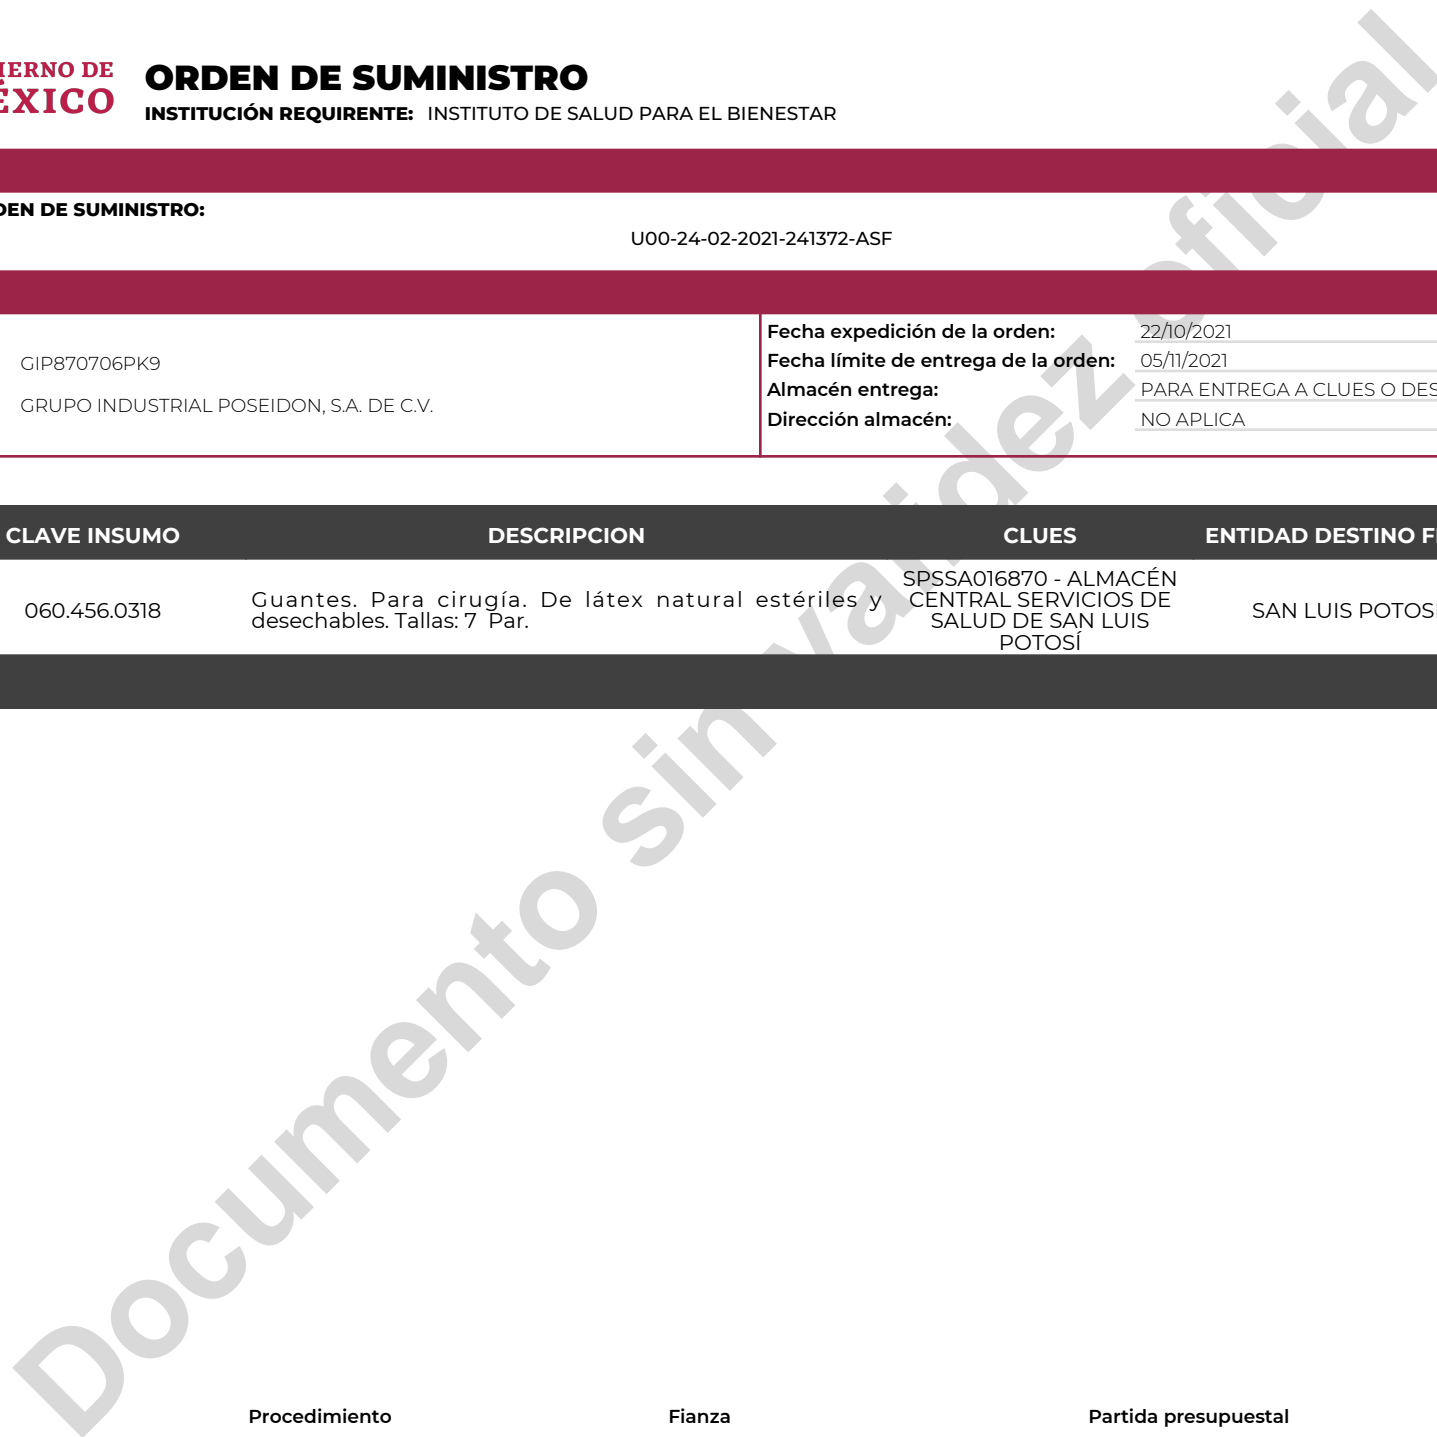 IERNO DE
ÉXICO
ORDEN DE SUMINISTRO
INSTITUCIÓN REQUIRENTE: INSTITUTO DE SALUD PARA EL BIENESTAR
DEN DE SUMINISTRO:
U00-24-02-2021-241372-ASF
GIP870706PK9
GRUPO INDUSTRIAL POSEIDON, S.A. DE C.V.
Fecha expedición de la orden: 22/10/2021
Fecha límite de entrega de la orden: 05/11/2021
Almacén entrega: PARA ENTREGA A CLUES O DES
Dirección almacén: NO APLICA
CLAVE INSUMO DESCRIPCION CLUES ENTIDAD DESTINO F
060.456.0318
Guantes. Para cirugía. De látex natural estériles y
desechables. Tallas: 7 Par.
SPSSA016870 - ALMACÉN
CENTRAL SERVICIOS DE
SALUD DE SAN LUIS
POTOSÍ
SAN LUIS POTOSÍ
Documento sin validez oficial
Procedimiento Fianza Partida presupuestal